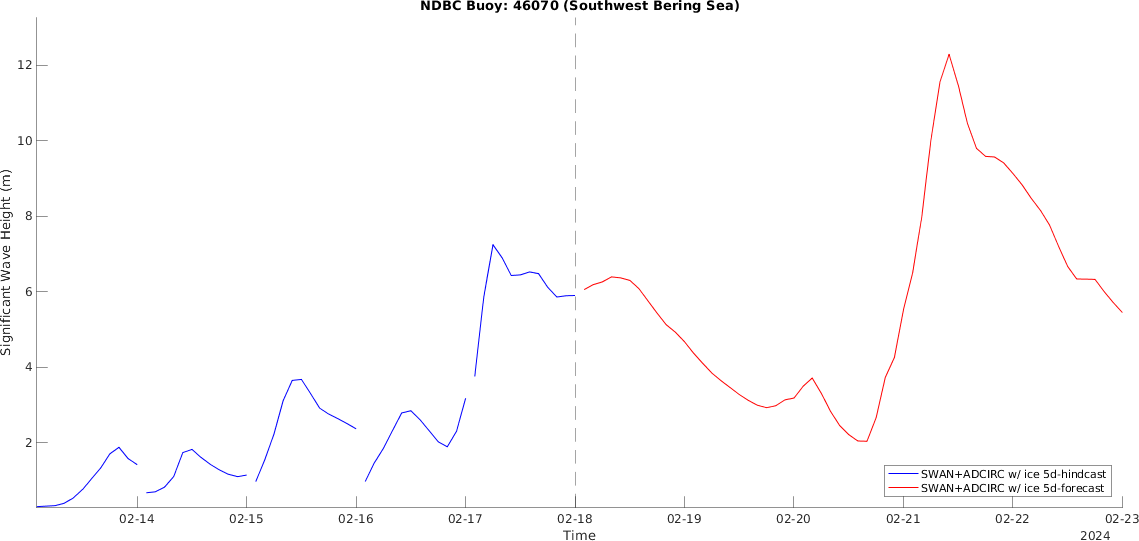 NDBC Buoy: 46070 (Southwest Bering Sea)
12
10
8
6
4
2
Significant Wave Height (m)
SWAN+ADCIRC w/ ice 5d-hindcast
SWAN+ADCIRC w/ ice 5d-forecast
02-14 02-15 02-16 02-17 02-18 02-19 02-20 02-21 02-22 02-23
Time
2024